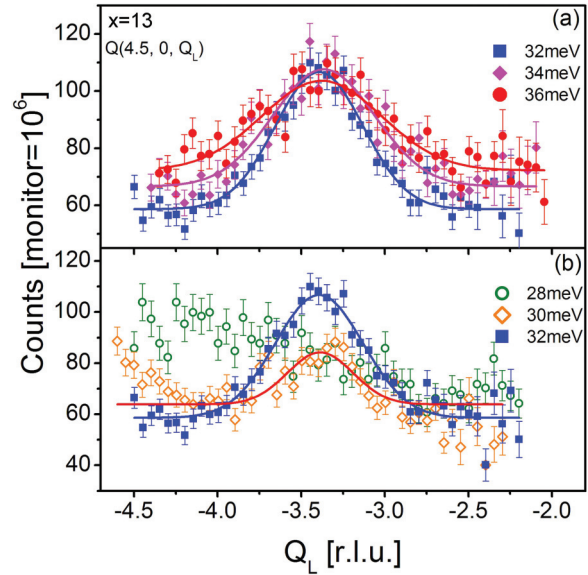 x=13
(a)
Q(4.5, 0, Q_L)
32meV
34meV
36meV
120
100
80
60
(b)
28meV
30meV
32meV
120
100
80
60
40
Counts [monitor=10^6]
-4.5 -4.0 -3.5 -3.0 -2.5 -2.0
Q_L [r.l.u.]